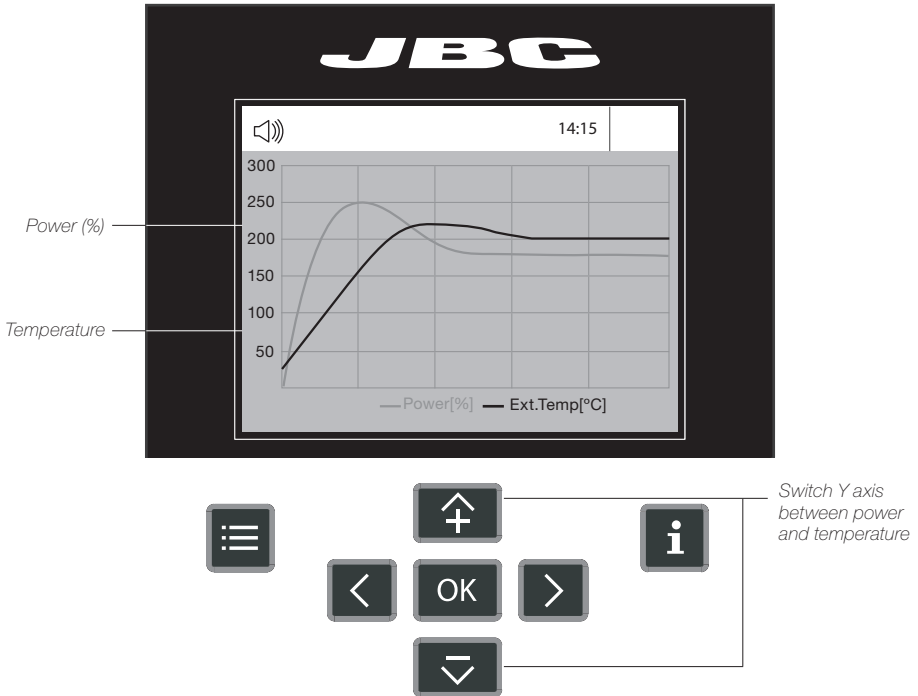 JBC
14:15
300
250
Power (%)
200
150
100
Temperature
50
Power[%] Ext.Temp[ºC]
Switch Y axis
between power
and temperature
+
i
< OK >
−